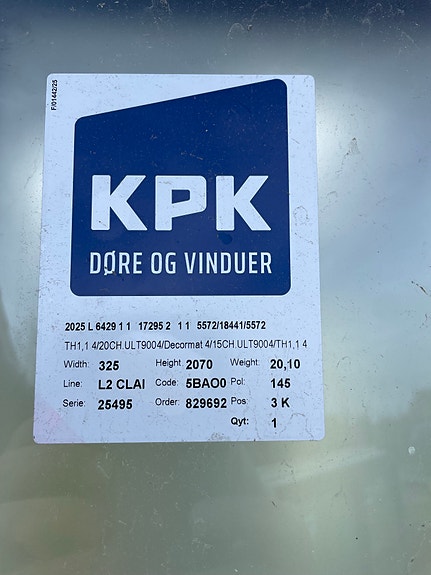 F/01442/25
KPK
DØRE OG VINDUER
2025 L 6429 1 1 17295 2 1 1 5572/18441/5572
TH1,1 4/20CH.ULT9004/Decormat 4/15CH.ULT9004/TH1,1 4
Width: 325 Height: 2070 Weight: 20,10
Line: L2 CLAI Code: 5BAO0 Pol: 145
Serie: 25495 Order: 829692 Pos: 3 K
Qyt: 1